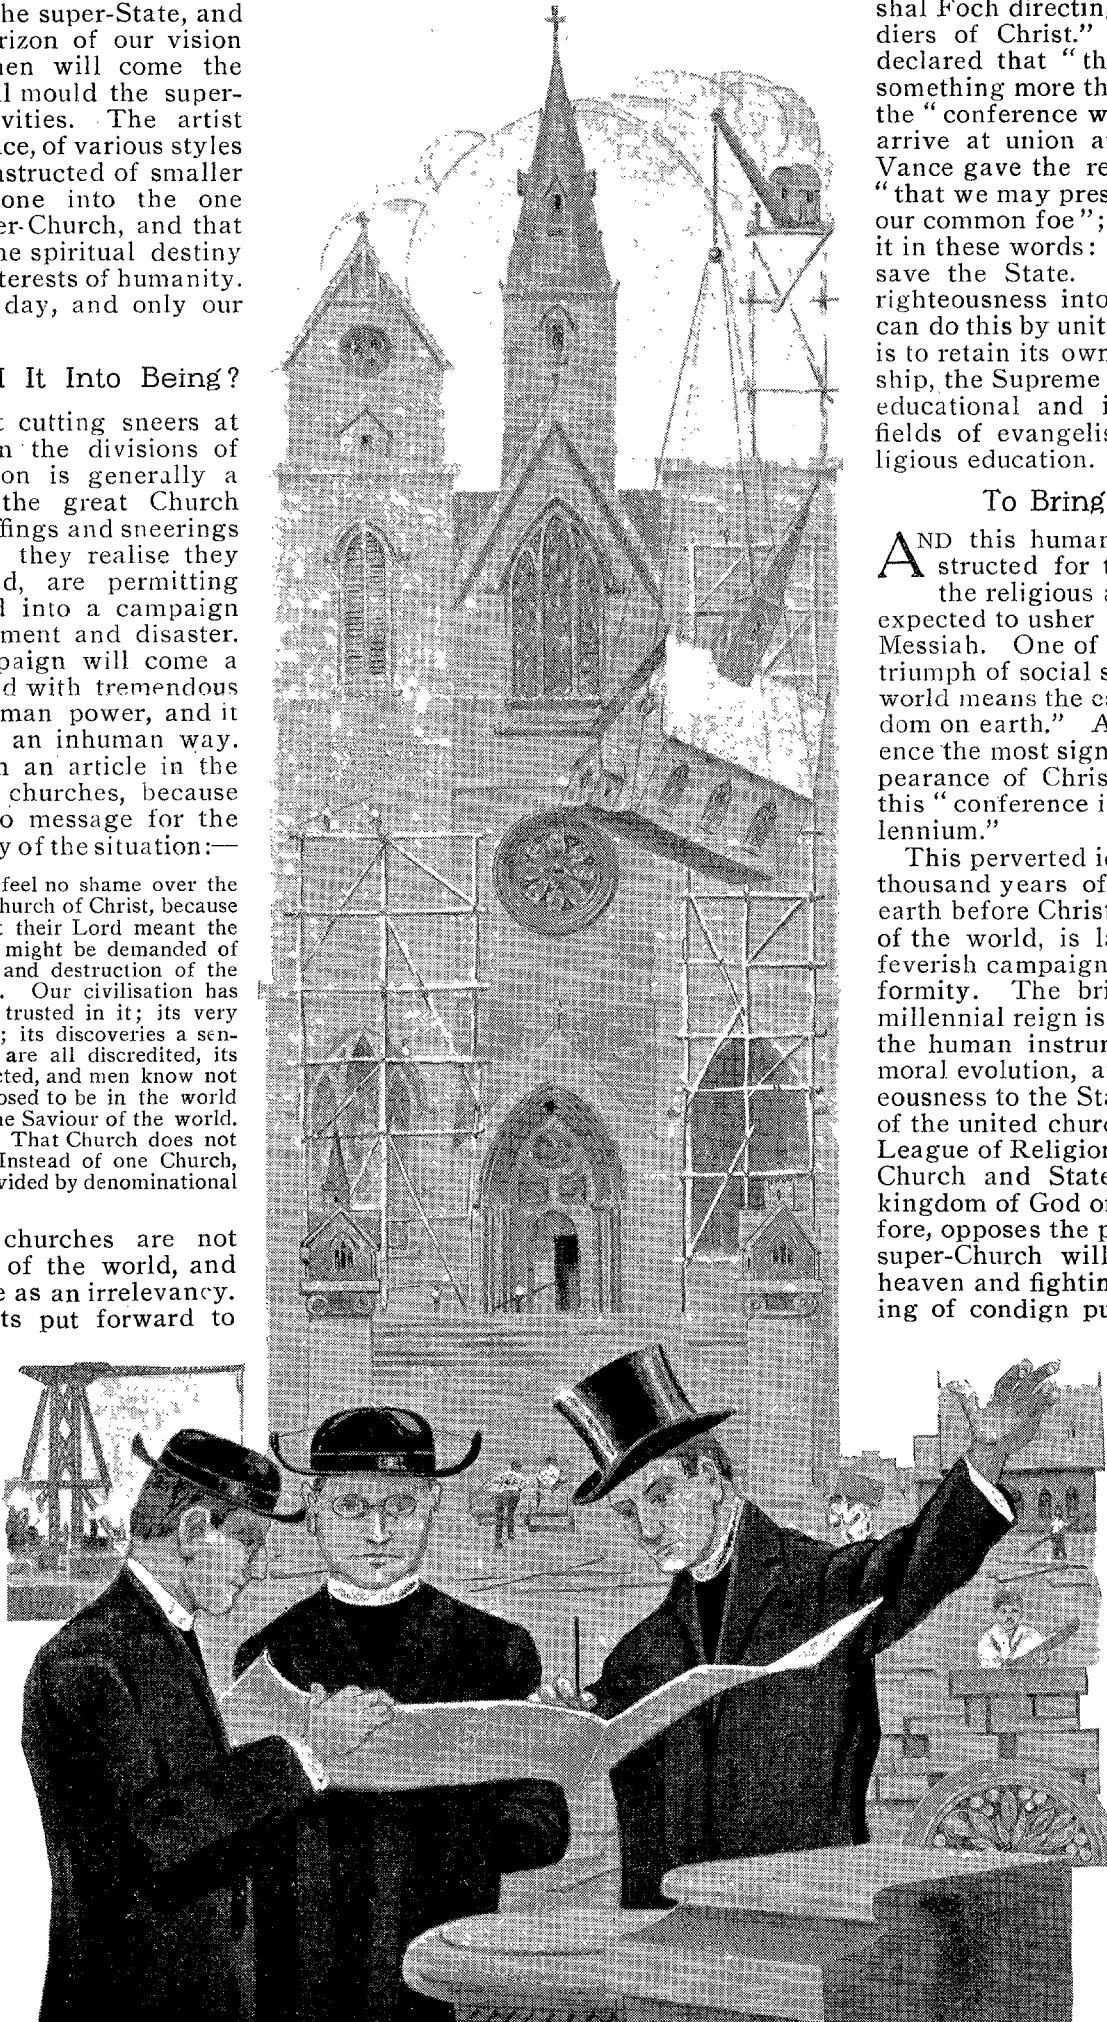 he super-State, and
rizon of our vision
hen will come the
l mould the super-
vities. The artist
ce, of various styles
nstructed of smaller
one into the one
er-Church, and that
he spiritual destiny
terests of humanity.
day, and only our
l It Into Being?
t cutting sneers at
n the divisions of
on is generally a
the great Church
ffings and sneerings
they realise they
d, are permitting
d into a campaign
ment and disaster.
paign will come a
d with tremendous
man power, and it
an inhuman way.
n an article in the
churches, because
o message for the
y of the situation:—
feel no shame over the
hurch of Christ, because
t their Lord meant the
might be demanded of
and destruction of the
. Our civilisation has
trusted in it; its very
; its discoveries a sen-
are all discredited, its
cted, and men know not
osed to be in the world
he Saviour of the world.
That Church does not
Instead of one Church,
vided by denominational
churches are not
of the world, and
e as an irrelevancy.
ts put forward to
shal Foch directing
diers of Christ."
declared that "th
something more th
the "conference w
arrive at union a
Vance gave the re
"that we may pres
our common foe";
it in these words:
save the State.
righteousness into
can do this by unit
is to retain its own
ship, the Supreme
educational and i
fields of evangelis
ligious education.
To Bring
AND this human
structed for t
the religious a
expected to usher
Messiah. One of
triumph of social s
world means the c
dom on earth." A
ence the most sign
pearance of Chris
this "conference i
lennium."
This perverted id
thousand years of
earth before Christ
of the world, is la
feverish campaign
formity. The bri
millennial reign is
the human instrum
moral evolution, a
eousness to the Sta
of the united churc
League of Religion
Church and State
kingdom of God o
fore, opposes the p
super-Church will
heaven and fightin
ing of condign pu